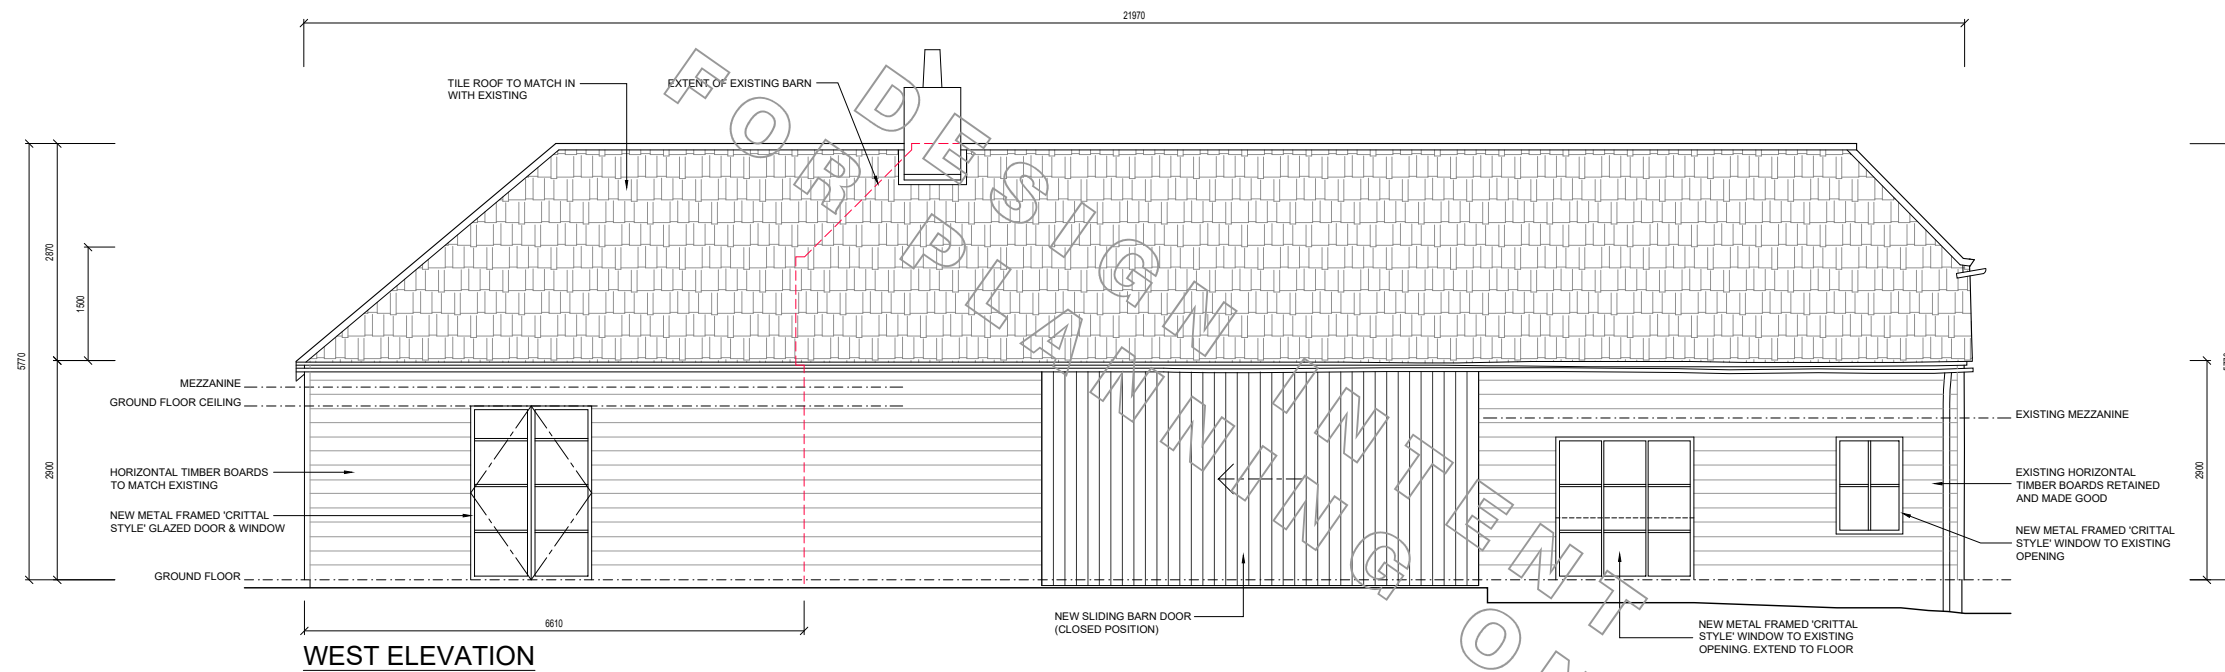 21970
TILE ROOF TO MATCH IN
WITH EXISTING
EXTENT OF EXISTING BARN
2870
1500
5770
2900
MEZZANINE
GROUND FLOOR CEILING
HORIZONTAL TIMBER BOARDS
TO MATCH EXISTING
NEW METAL FRAMED 'CRITTAL
STYLE' GLAZED DOOR & WINDOW
GROUND FLOOR
EXISTING MEZZANINE
EXISTING HORIZONTAL
TIMBER BOARDS RETAINED
AND MADE GOOD
NEW METAL FRAMED 'CRITTAL
STYLE' WINDOW TO EXISTING
OPENING
2900
NEW SLIDING BARN DOOR
(CLOSED POSITION)
NEW METAL FRAMED 'CRITTAL
STYLE' WINDOW TO EXISTING
OPENING. EXTEND TO FLOOR
6610
WEST ELEVATION
DESIGN INTENT
FOR PLANNING